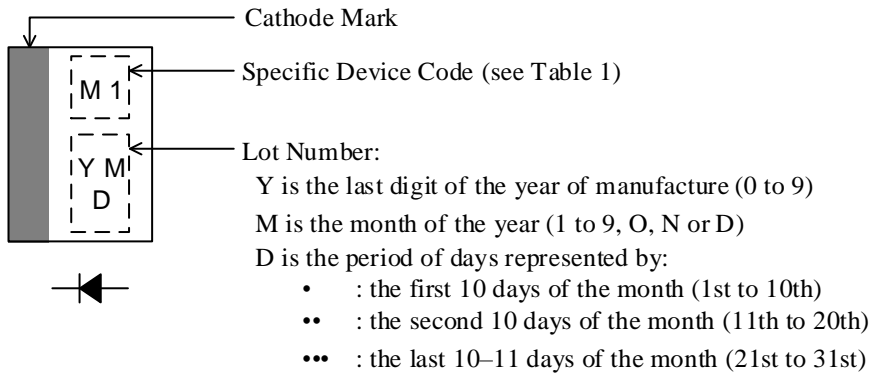 Cathode Mark
Specific Device Code (see Table 1)
M 1
Lot Number:
Y M
D
Y is the last digit of the year of manufacture (0 to 9)
M is the month of the year (1 to 9, O, N or D)
D is the period of days represented by:
• : the first 10 days of the month (1st to 10th)
•• : the second 10 days of the month (11th to 20th)
••• : the last 10–11 days of the month (21st to 31st)